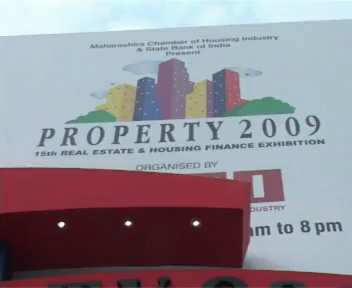 Maharashtra Chamber of Housing Industry
& State Bank of India
Present
PROPERTY 2009
15th REAL ESTATE & HOUSING FINANCE EXHIBITION
ORGANISED BY
DUSTRY
am to 8 pm